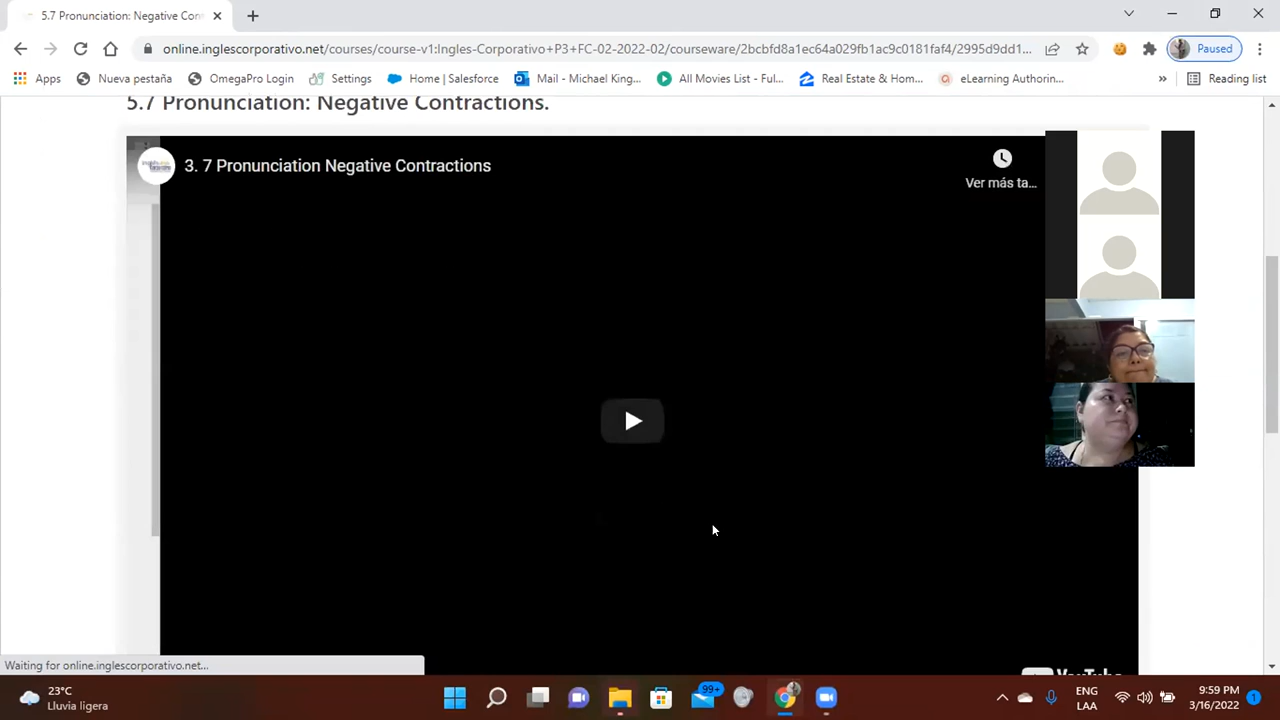 5.7 Pronunciation: Negative Con
online.inglescorporativo.net/courses/course-v1:Ingles-Corporativo+P3+FC-02-2022-02/courseware/2bcbfd8a1ec64a029fb1ac9c0181faf4/2995d9dd1...
Paused
Apps
Nueva pestaña
OmegaPro Login
Settings
Home | Salesforce
Mail - Michael King...
All Movies List - Ful...
Real Estate & Hom...
eLearning Authorin...
»
Reading list
5.7 Pronunciation: Negative Contractions.
3. 7 Pronunciation Negative Contractions
Ver más ta...
YouTube
Waiting for online.inglescorporativo.net...
23°C
Lluvia ligera
99+
ENG
LAA
9:59 PM
3/16/2022
1